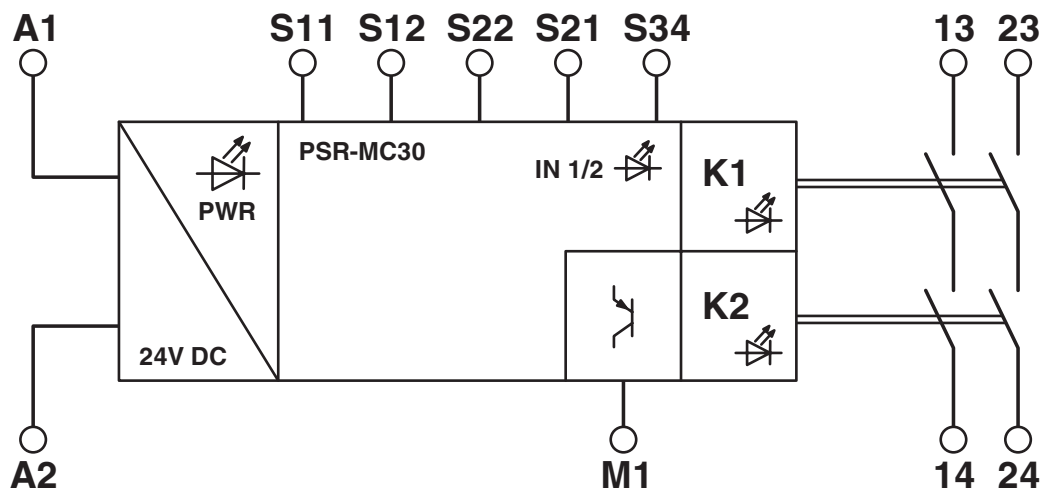 A1 S11 S12 S22 S21 S34 13 23
PSR-MC30
IN 1/2
K1
PWR
K2
24V DC
A2 M1 14 24